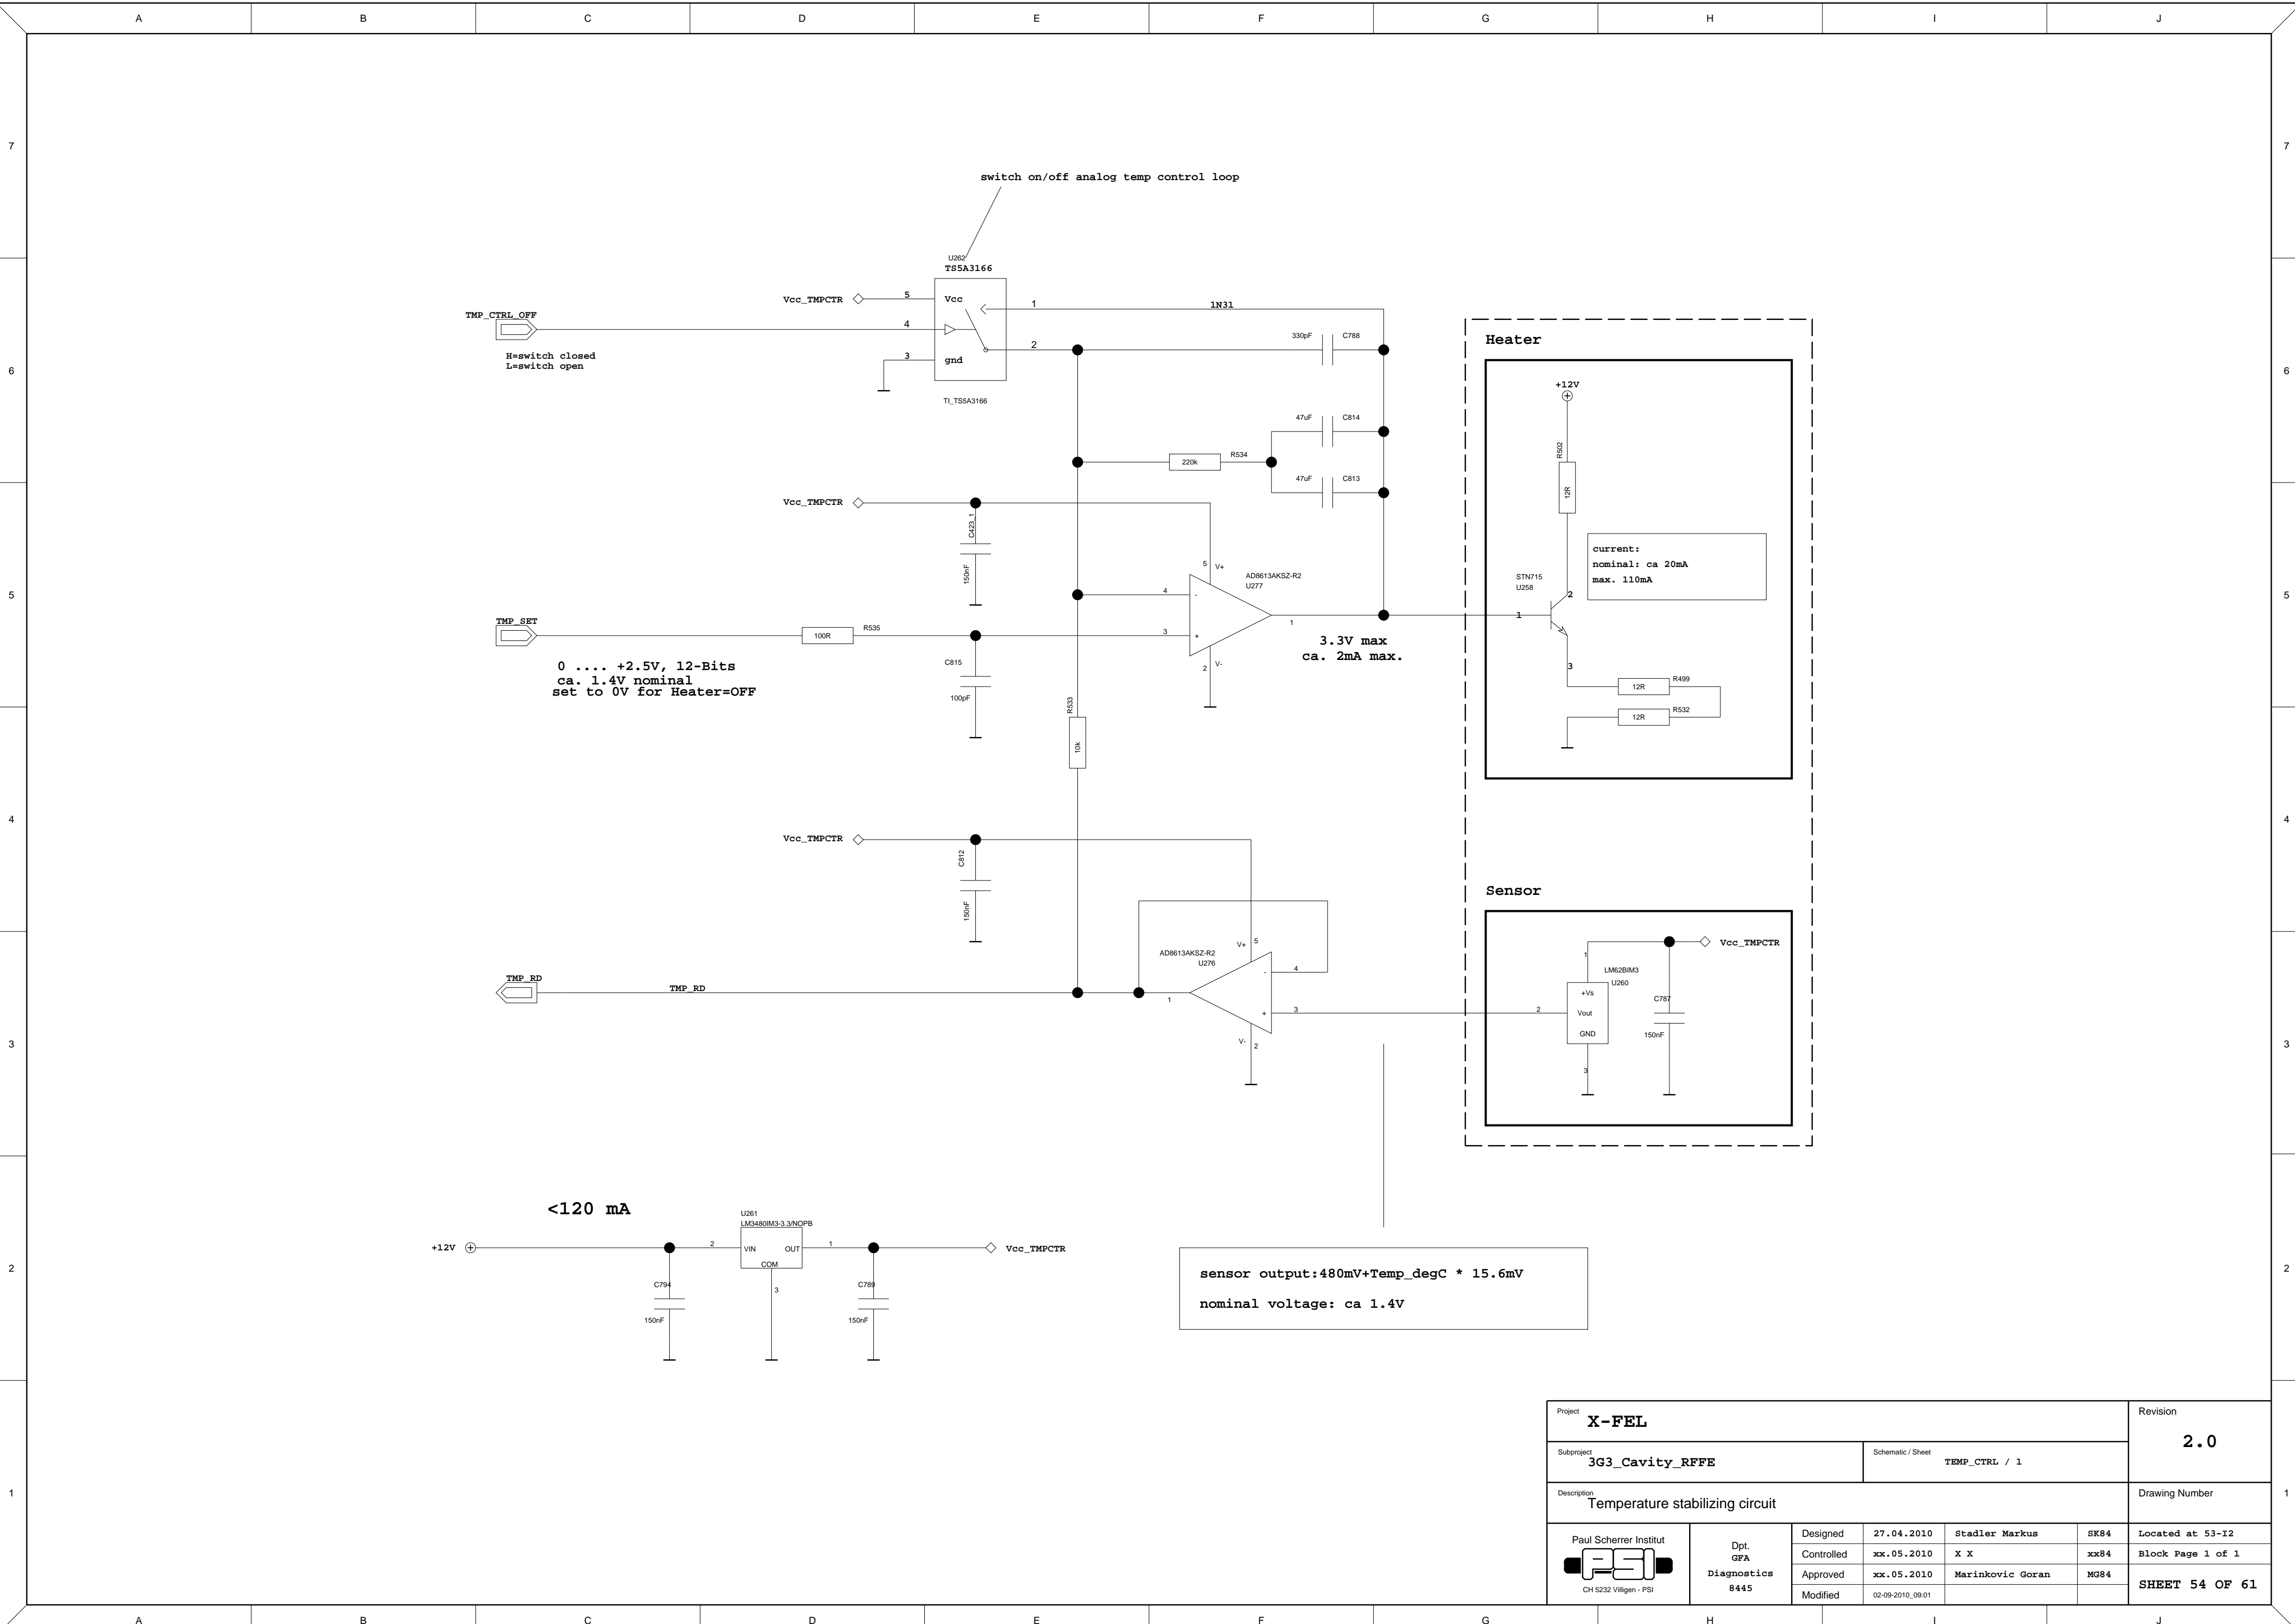 A B C D E F G H I J
7 7
switch on/off analog temp control loop
U262
TS5A3166
Vcc_TMPCTR 5 Vcc 1 1N31
TMP_CTRL_OFF 4
330pF C788
Heater
2
H=switch closed
L=switch open
3 gnd
6 6
+12V
TI_TS5A3166
47uF C814
R502
220k R534
47uF C813
12R
Vcc_TMPCTR
C423_1
current:
nominal: ca 20mA
max. 110mA
150nF
5 V+
AD8613AKSZ-R2
U277
STN715
U258
5 5
4 -
2
1
TMP_SET
100R R535
3 +
1
3.3V max
ca. 2mA max.
0 .... +2.5V, 12-Bits
ca. 1.4V nominal
set to 0V for Heater=OFF
C815
100pF
2 V-
3
12R R499
12R R532
R533
10k
4 4
Vcc_TMPCTR
C812
150nF
Sensor
V+ 5
AD8613AKSZ-R2
U276
4 -
1 Vcc_TMPCTR
LM62BIM3
U260
TMP_RD
TMP_RD
1
+ 3
+Vs
2 Vout
GND
C787
150nF
V- 2
3 3
3
<120 mA
U261
LM3480IM3-3,3/NOPB
+12V 2 VIN OUT 1 Vcc_TMPCTR
COM
2 2
C794 3 C789
150nF 150nF
sensor output:480mV+Temp_degC * 15.6mV
nominal voltage: ca 1.4V
Project X-FEL
Revision
2.0
Subproject 3G3_Cavity_RFFE
Schematic / Sheet TEMP_CTRL / 1
1 1
Description Temperature stabilizing circuit
Drawing Number
Paul Scherrer Institut
PSI
CH 5232 Villigen - PSI
Dpt.
GFA
Diagnostics
8445
Designed 27.04.2010 Stadler Markus SK84 Located at 53-I2
Controlled xx.05.2010 X X xx84 Block Page 1 of 1
Approved xx.05.2010 Marinkovic Goran MG84
Modified 02-09-2010_09:01
SHEET 54 OF 61
A B C D E F G H I J